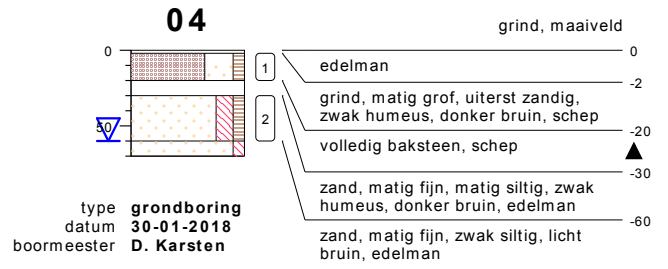 04
grind, maaiveld
0
0
edelman
1
-2
grind, matig grof, uiterst zandig,
zwak humeus, donker bruin, schep
-20
volledig baksteen, schep
2
50
-30
zand, matig fijn, matig siltig, zwak
humeus, donker bruin, edelman
-60
zand, matig fijn, zwak siltig, licht
bruin, edelman
type grondboring
datum 30-01-2018
boormeester D. Karsten